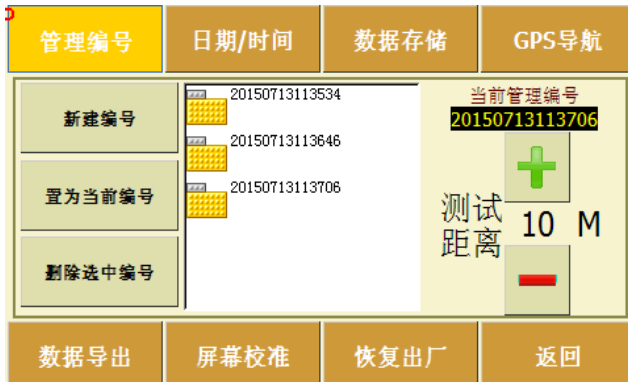 管理编号
日期/时间
数据存储
GPS导航
新建编号
置为当前编号
删除选中编号
20150713113534
20150713113646
20150713113706
当前管理编号
20150713113706
测试
距离
10 M
数据导出
屏幕校准
恢复出厂
返回